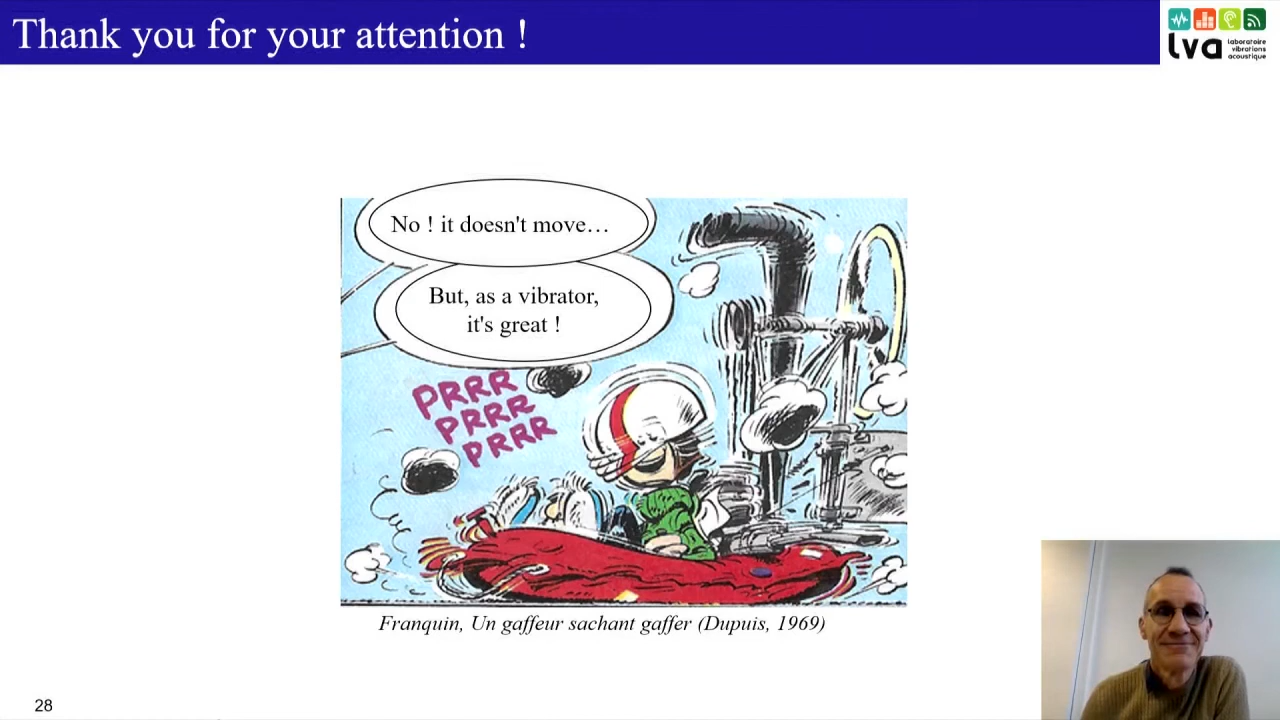 Thank you for your attention !
lva laboratoire
vibrations
acoustique
No ! it doesn't move…
But, as a vibrator,
it's great !
PRRR
PRRR
PRRR
Franquin, Un gaffeur sachant gaffer (Dupuis, 1969)
28